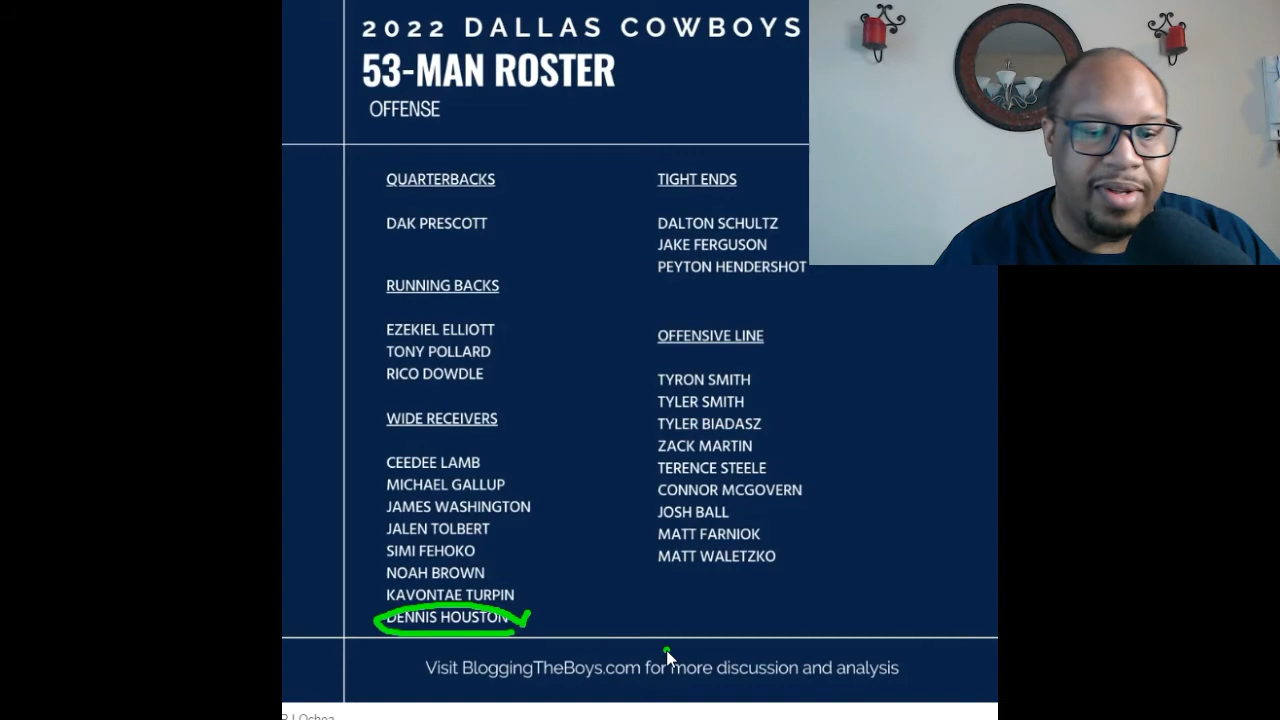 2022 DALLAS COWBOYS
53-MAN ROSTER
OFFENSE
QUARTERBACKS
DAK PRESCOTT
RUNNING BACKS
EZEKIEL ELLIOTT
TONY POLLARD
RICO DOWDLE
WIDE RECEIVERS
CEEDEE LAMB
MICHAEL GALLUP
JAMES WASHINGTON
JALEN TOLBERT
SIMI FEHOKO
NOAH BROWN
KAVONTAE TURPIN
DENNIS HOUSTON
TIGHT ENDS
DALTON SCHULTZ
JAKE FERGUSON
PEYTON HENDERSHOT
OFFENSIVE LINE
TYRON SMITH
TYLER SMITH
TYLER BIADASZ
ZACK MARTIN
TERENCE STEELE
CONNOR MCGOVERN
JOSH BALL
MATT FARNIOK
MATT WALETZKO
Visit BloggingTheBoys.com for more discussion and analysis